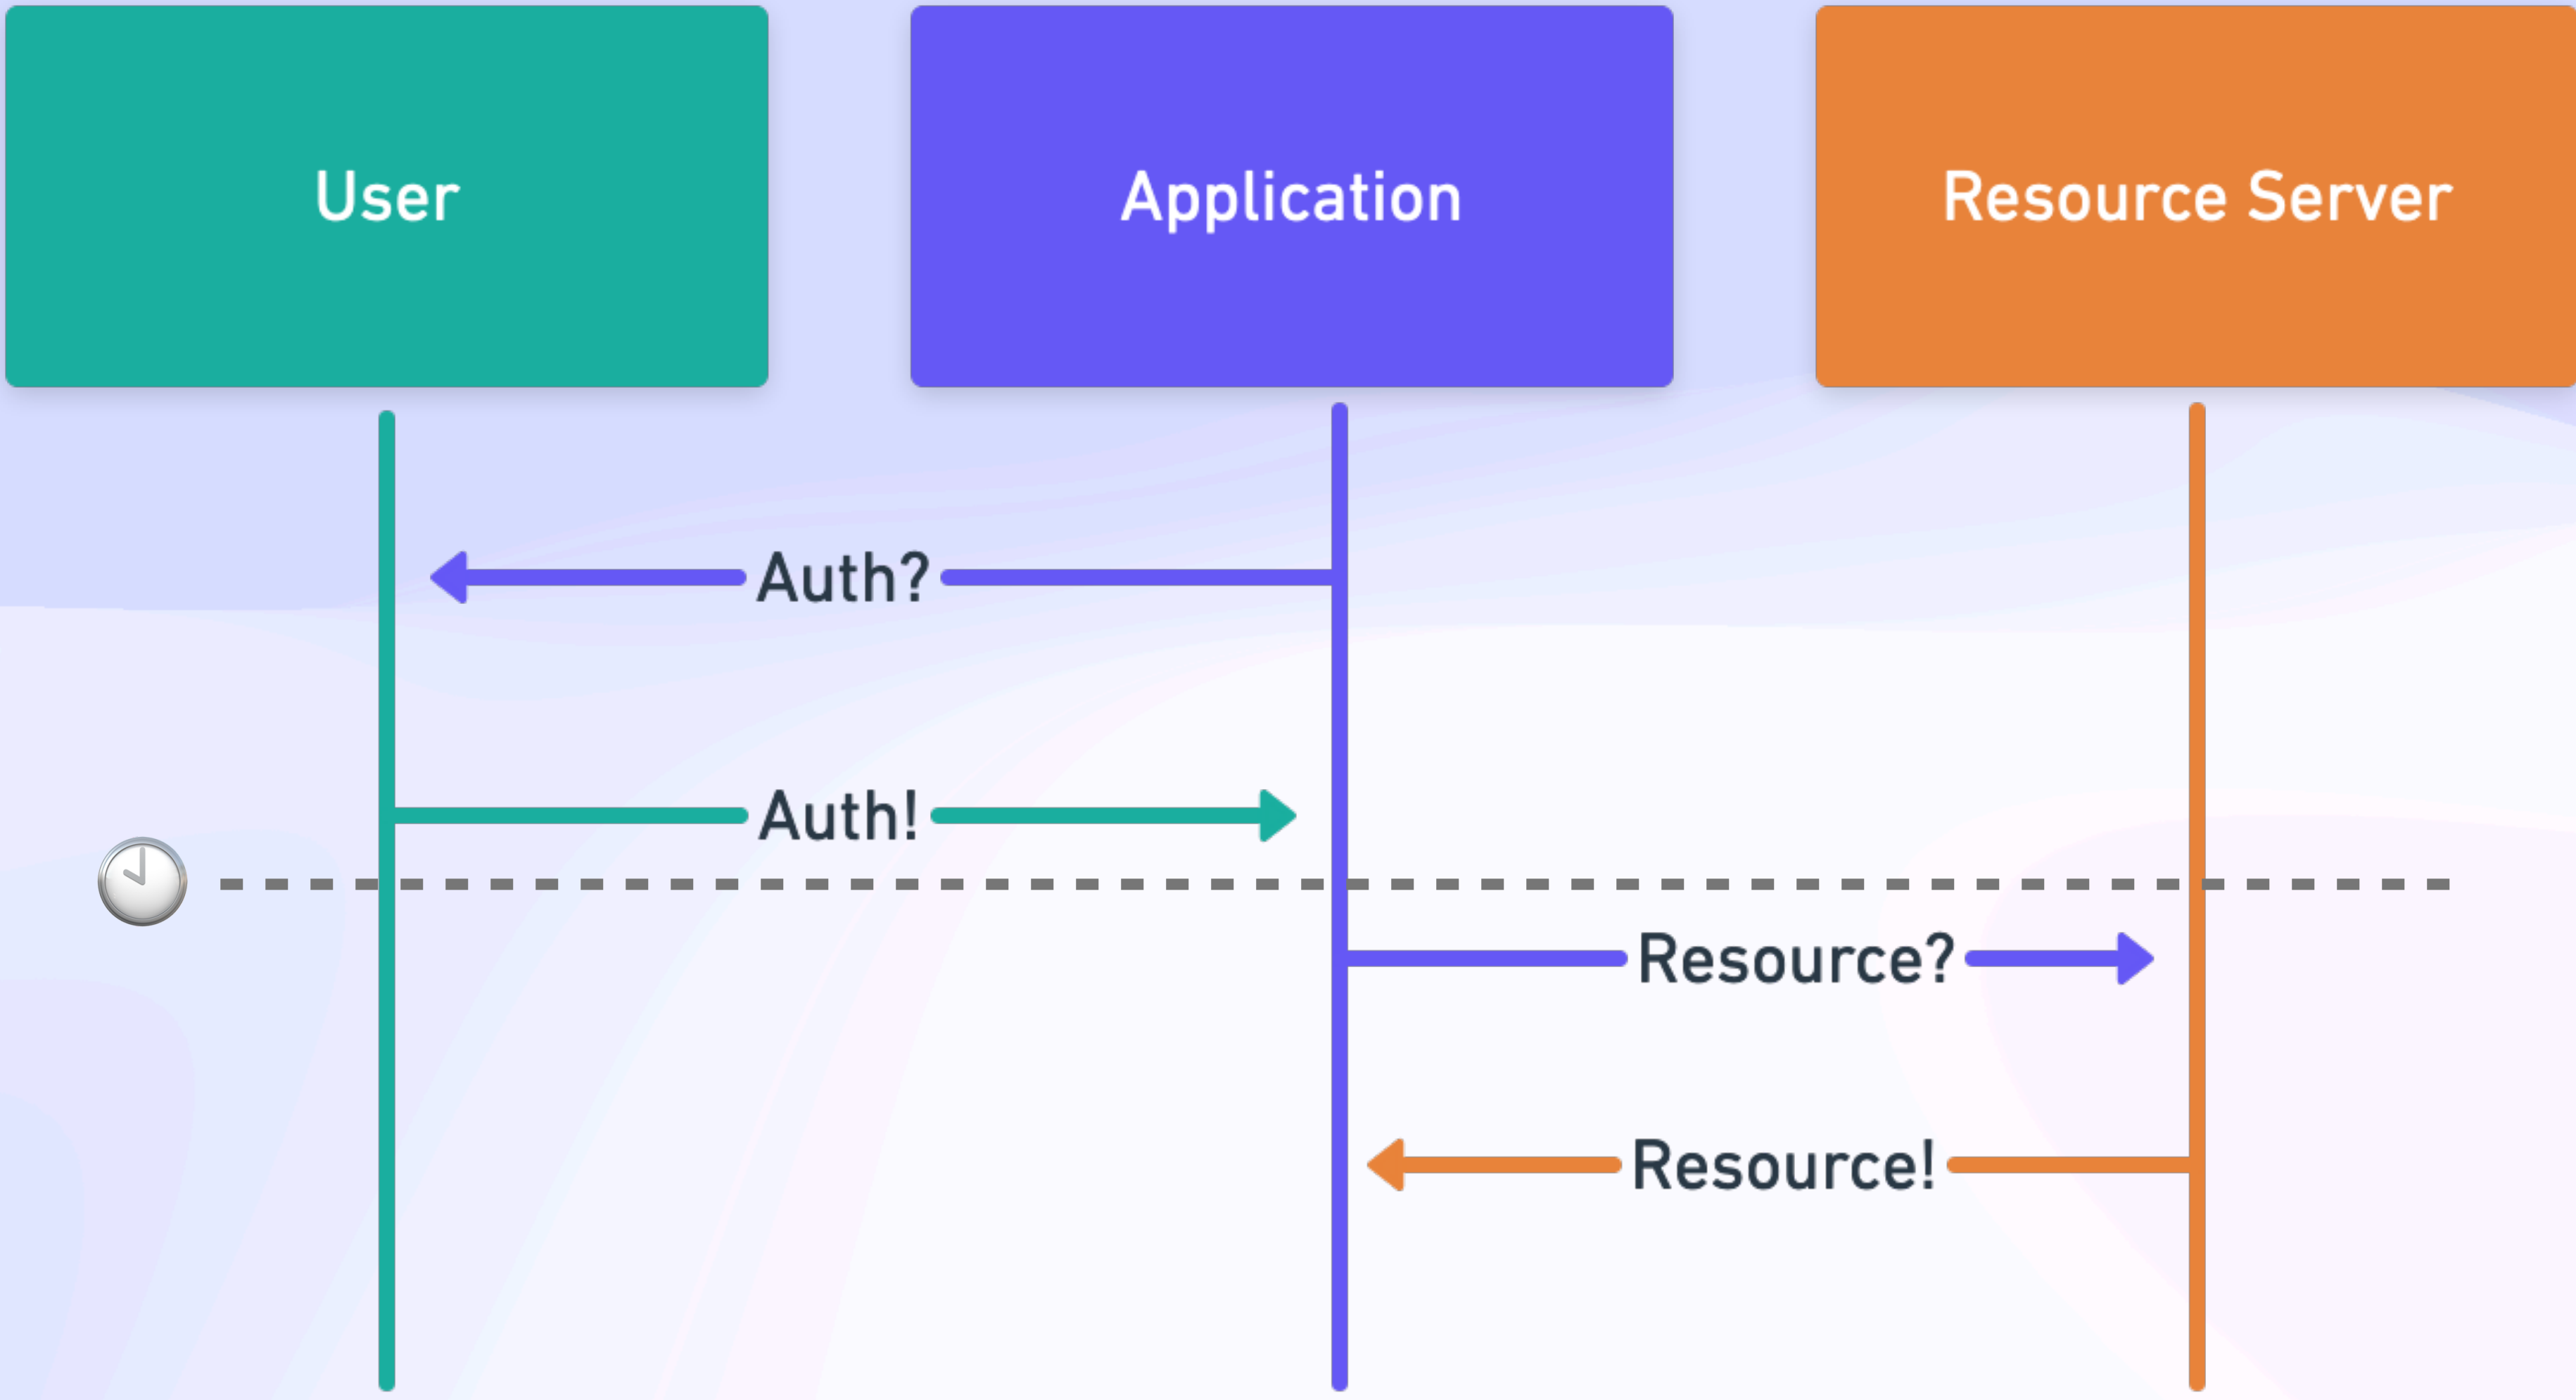 User
Application
Resource Server
Auth?
Auth!
Resource?
Resource!